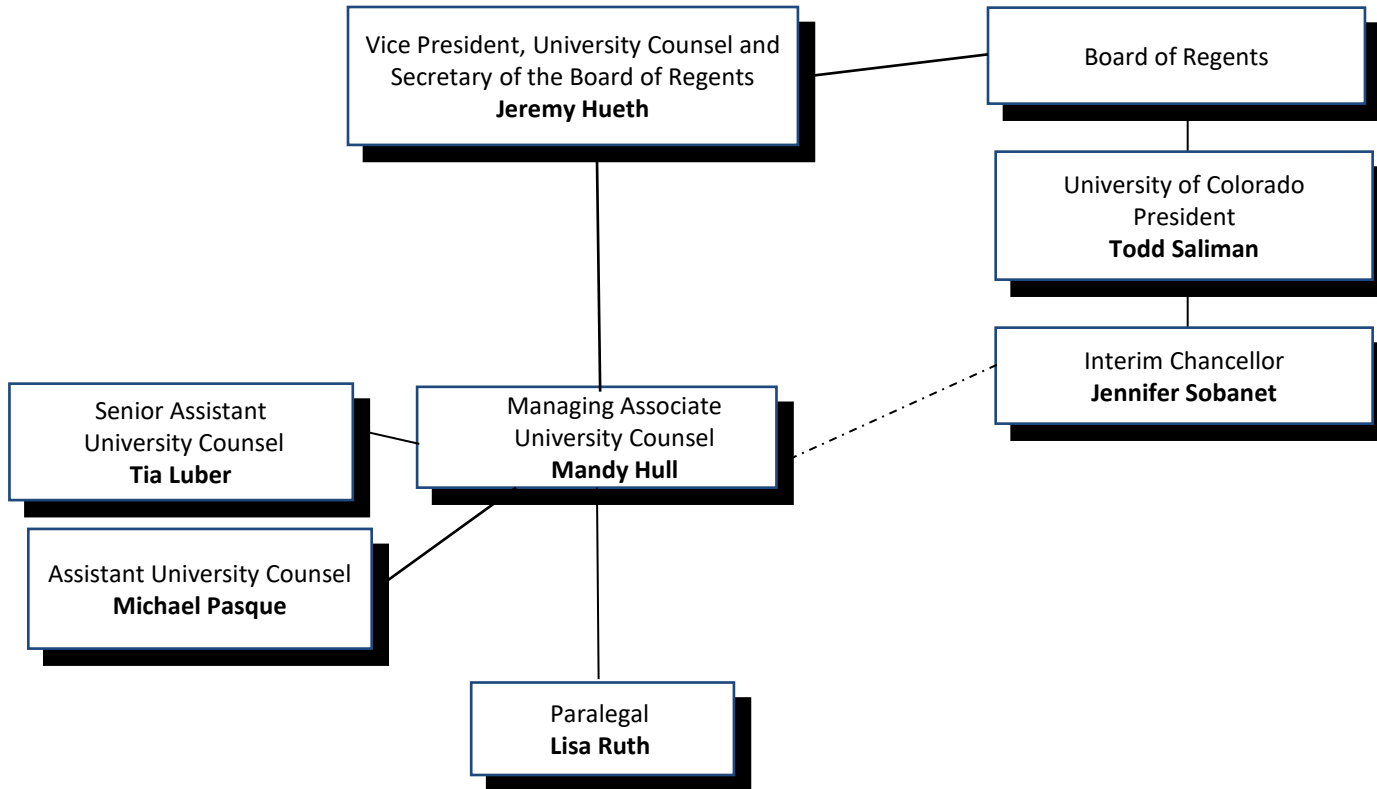 Vice President, University Counsel and
Secretary of the Board of Regents
Jeremy Hueth
Board of Regents
University of Colorado
President
Todd Saliman
Interim Chancellor
Jennifer Sobanet
Senior Assistant
University Counsel
Tia Luber
Managing Associate
University Counsel
Mandy Hull
Assistant University Counsel
Michael Pasque
Paralegal
Lisa Ruth